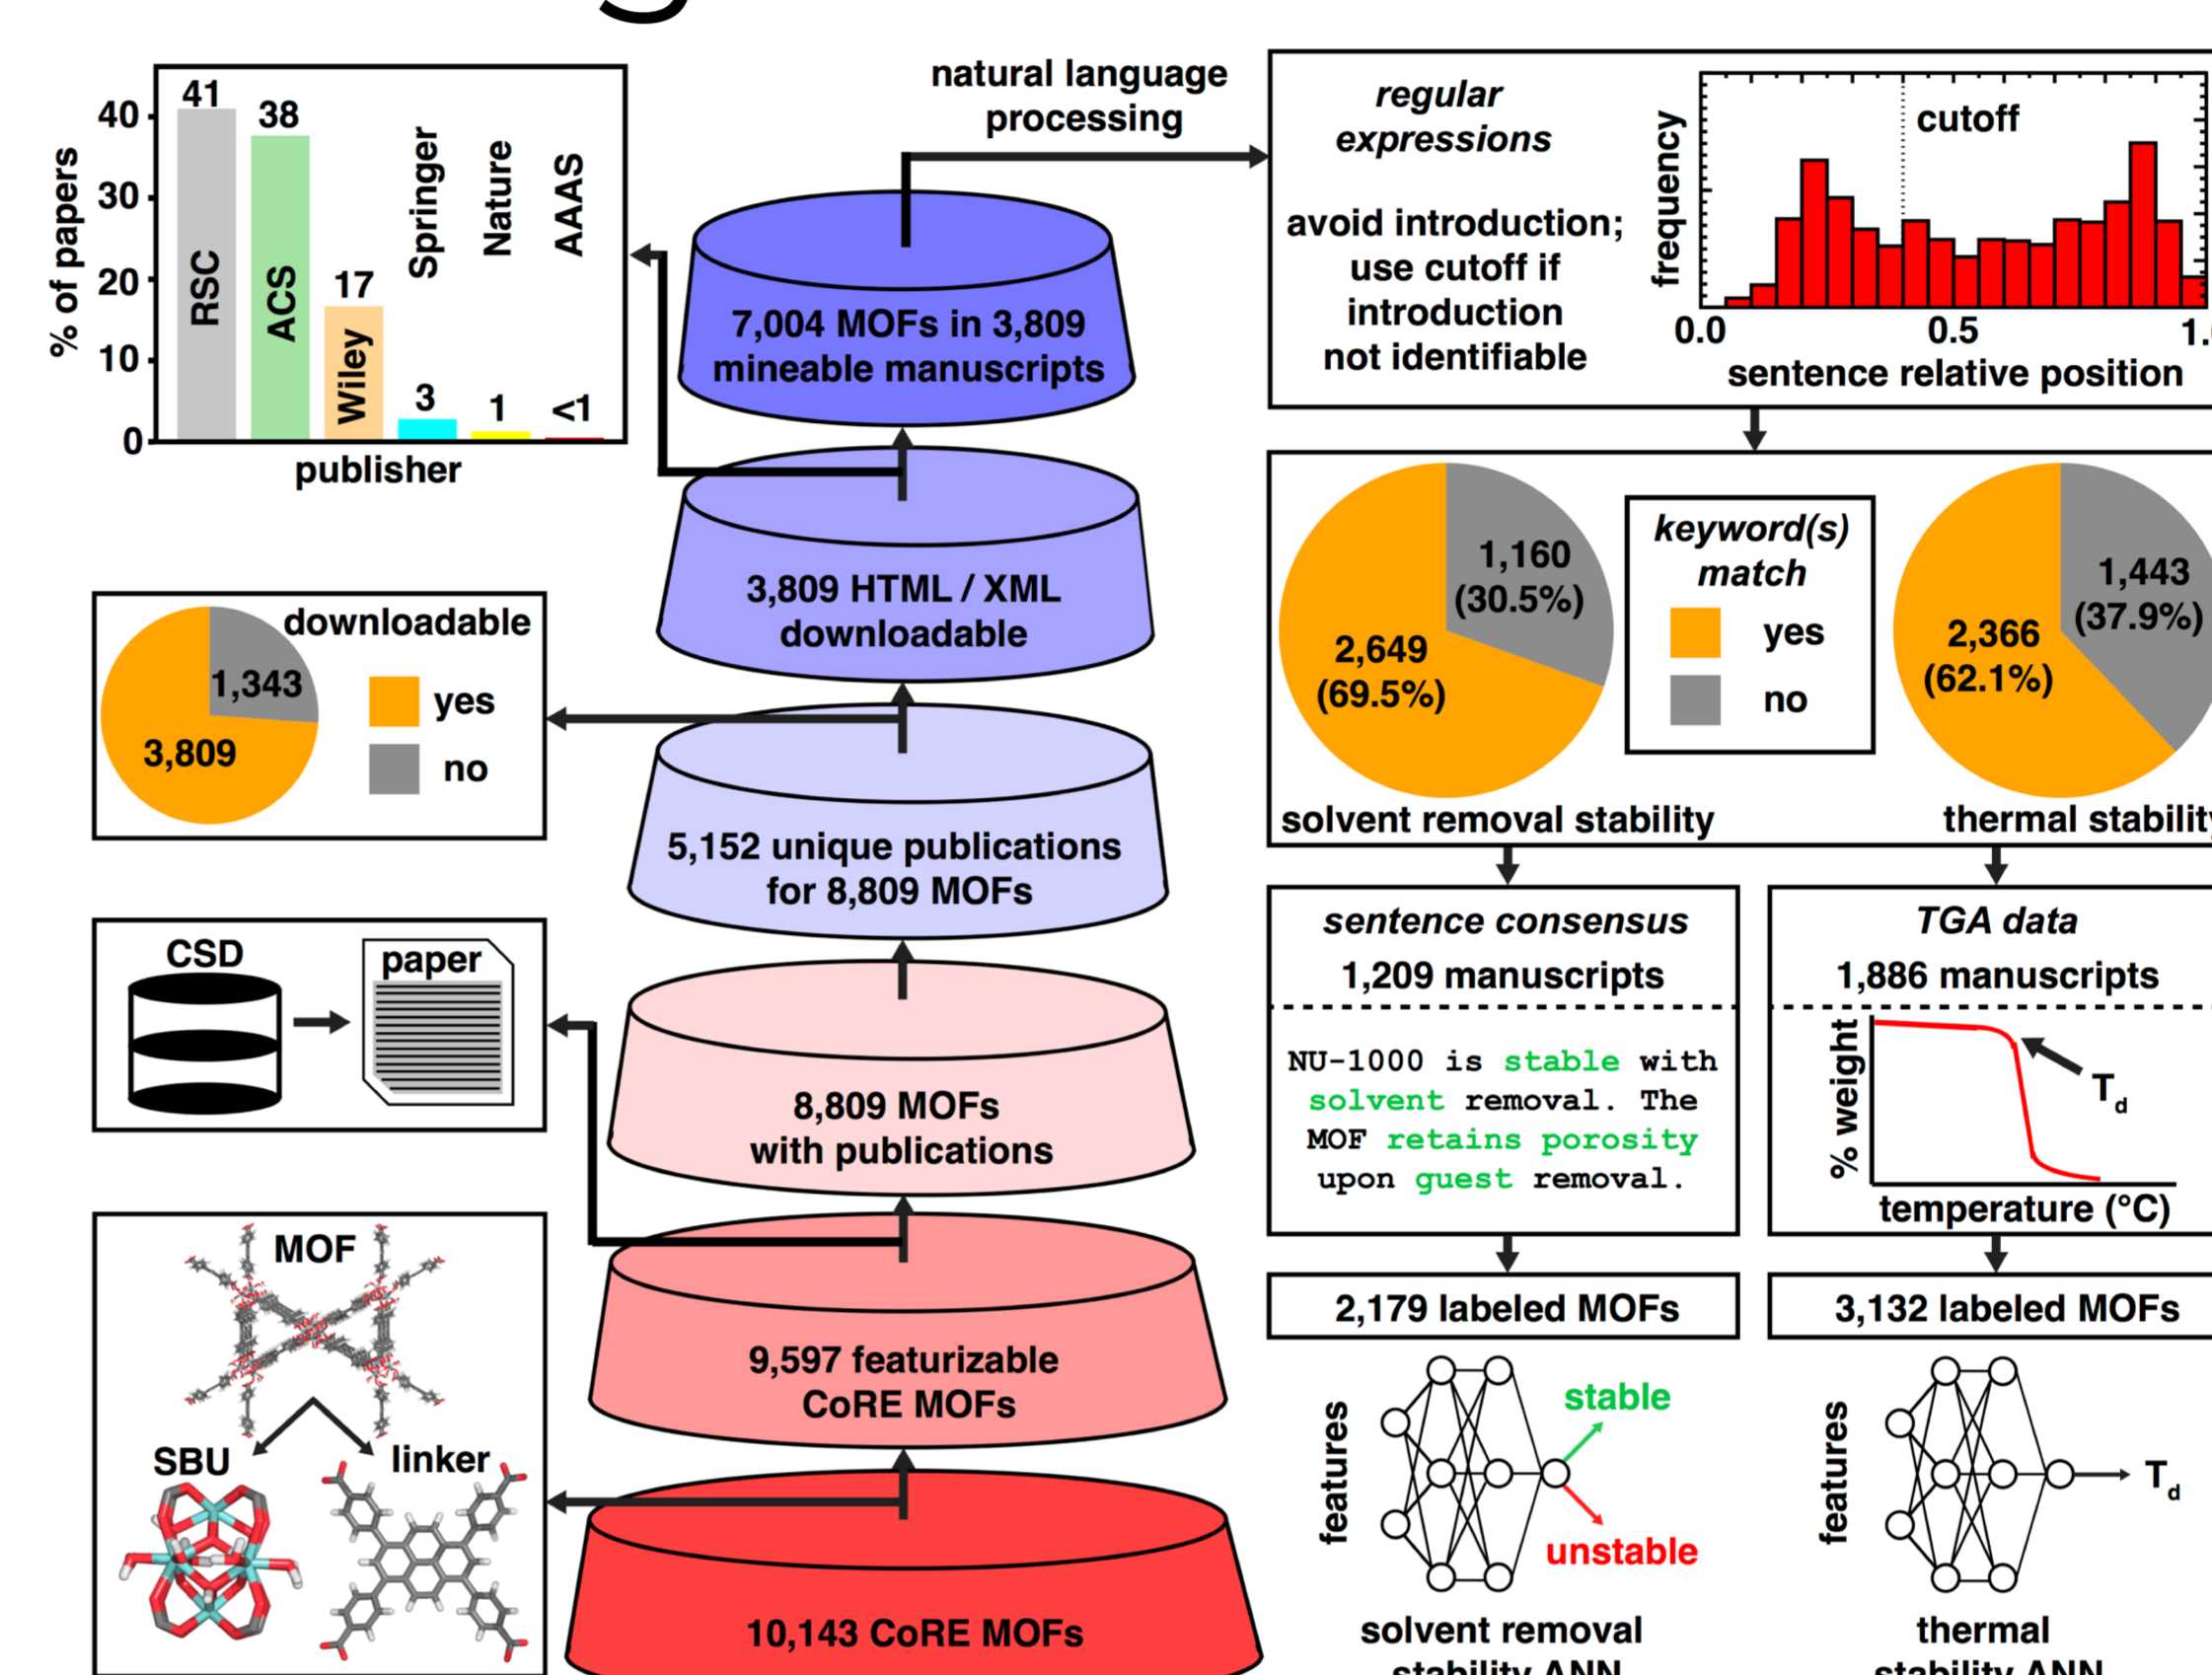 41
38
17
3
1
<1
40
30
20
10
0
% of papers
RSC
ACS
Wiley
Springer
Nature
AAAS
publisher
downloadable
1,343
3,809
yes
no
CSD
paper
MOF
SBU
linker
7,004 MOFs in 3,809
mineable manuscripts
3,809 HTML / XML
downloadable
5,152 unique publications
for 8,809 MOFs
8,809 MOFs
with publications
9,597 featurizable
CoRE MOFs
10,143 CoRE MOFs
natural language
processing
regular
expressions
avoid introduction;
use cutoff if
introduction
not identifiable
frequency
cutoff
0.0
0.5
1.
sentence relative position
1,160
(30.5%)
2,649
(69.5%)
solvent removal stability
keyword(s)
match
yes
no
1,443
(37.9%)
2,366
(62.1%)
thermal stability
sentence consensus
1,209 manuscripts
NU-1000 is stable with
solvent removal. The
MOF retains porosity
upon guest removal.
2,179 labeled MOFs
features
stable
unstable
solvent removal
stability ANN
TGA data
1,886 manuscripts
% weight
Td
temperature (°C)
3,132 labeled MOFs
features
Td
thermal
stability ANN